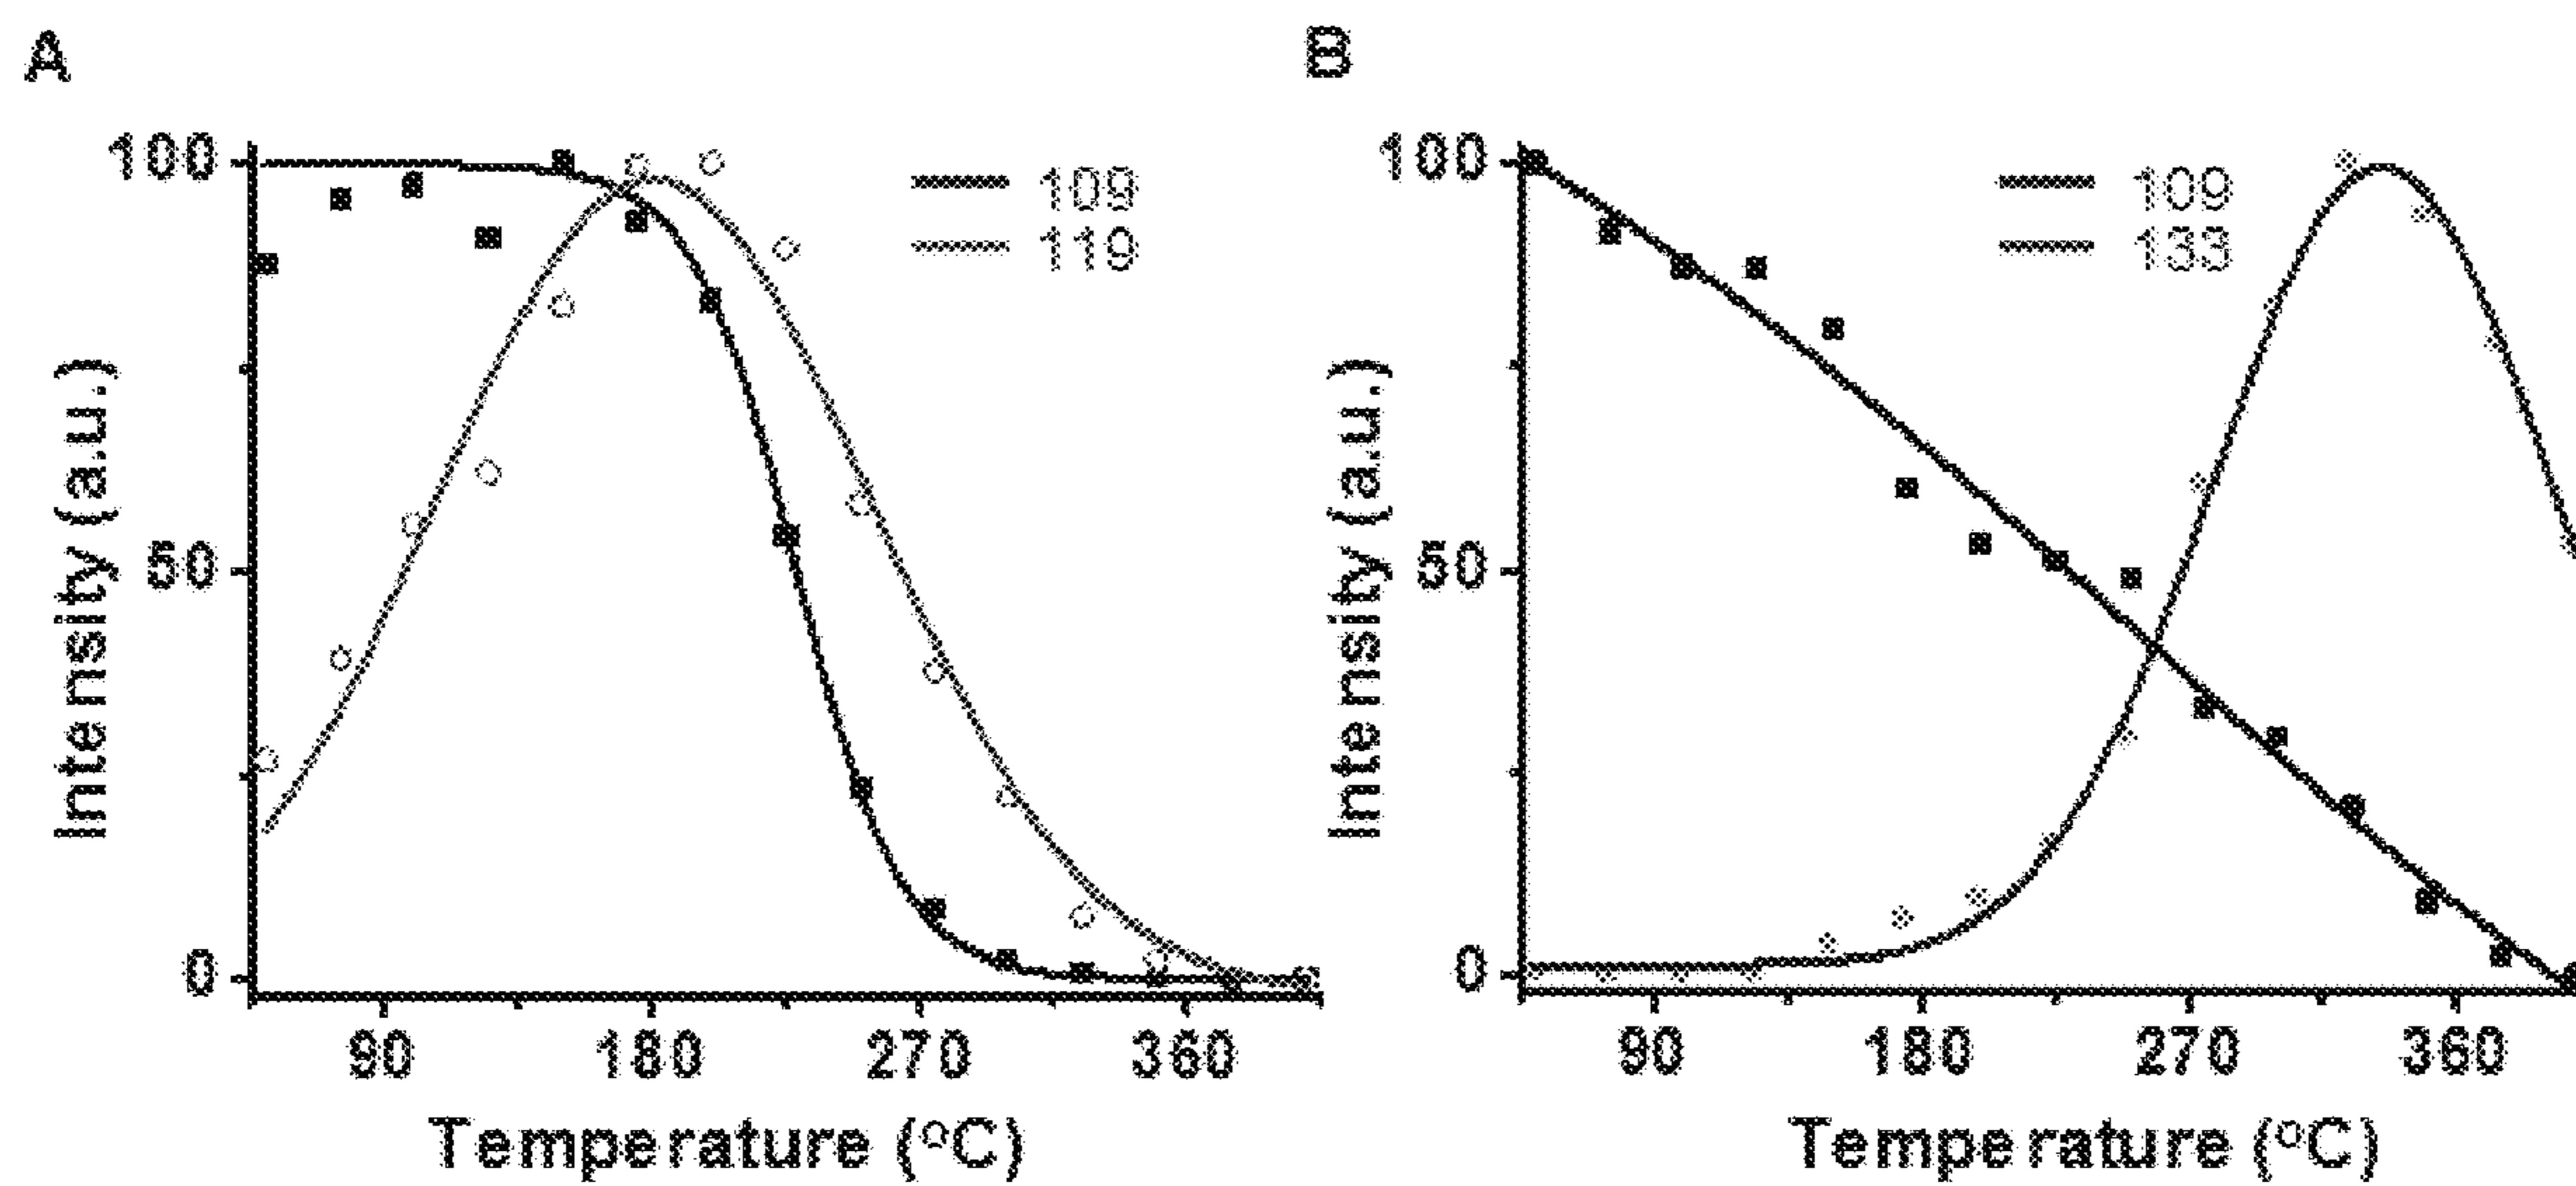 A
100
50
0
Intensity (a.u.)
109
119
90 180 270 360
Temperature (°C)
B
100
50
0
Intensity (a.u.)
109
133
90 180 270 360
Temperature (°C)